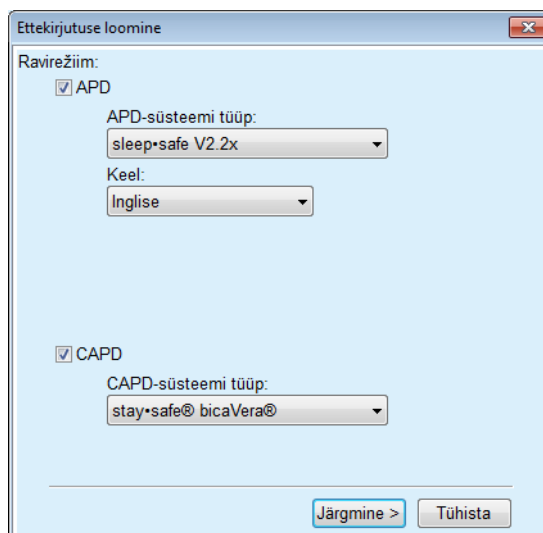 Ettekirjutuse loomine
Ravirežiim:
APD
APD-süsteemi tüüp:
sleep•safe V2.2x
Keel:
Inglise
CAPD
CAPD-süsteemi tüüp:
stay•safe® bicaVera®
Järgmine >
Tühista